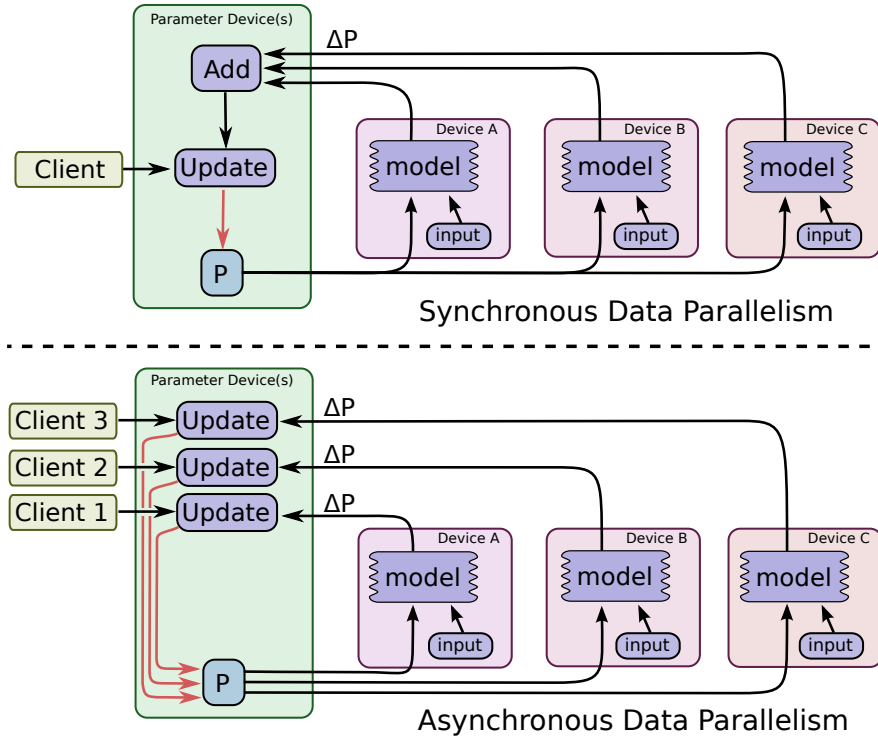 Parameter Device(s)
ΔP
Add
Device A
Device B
Device C
Client
Update
model
model
model
input
input
input
P
Synchronous Data Parallelism
Parameter Device(s)
Client 3
Update
ΔP
Client 2
Update
ΔP
Client 1
Update
ΔP
Device A
Device B
Device C
model
model
model
input
input
input
P
Asynchronous Data Parallelism